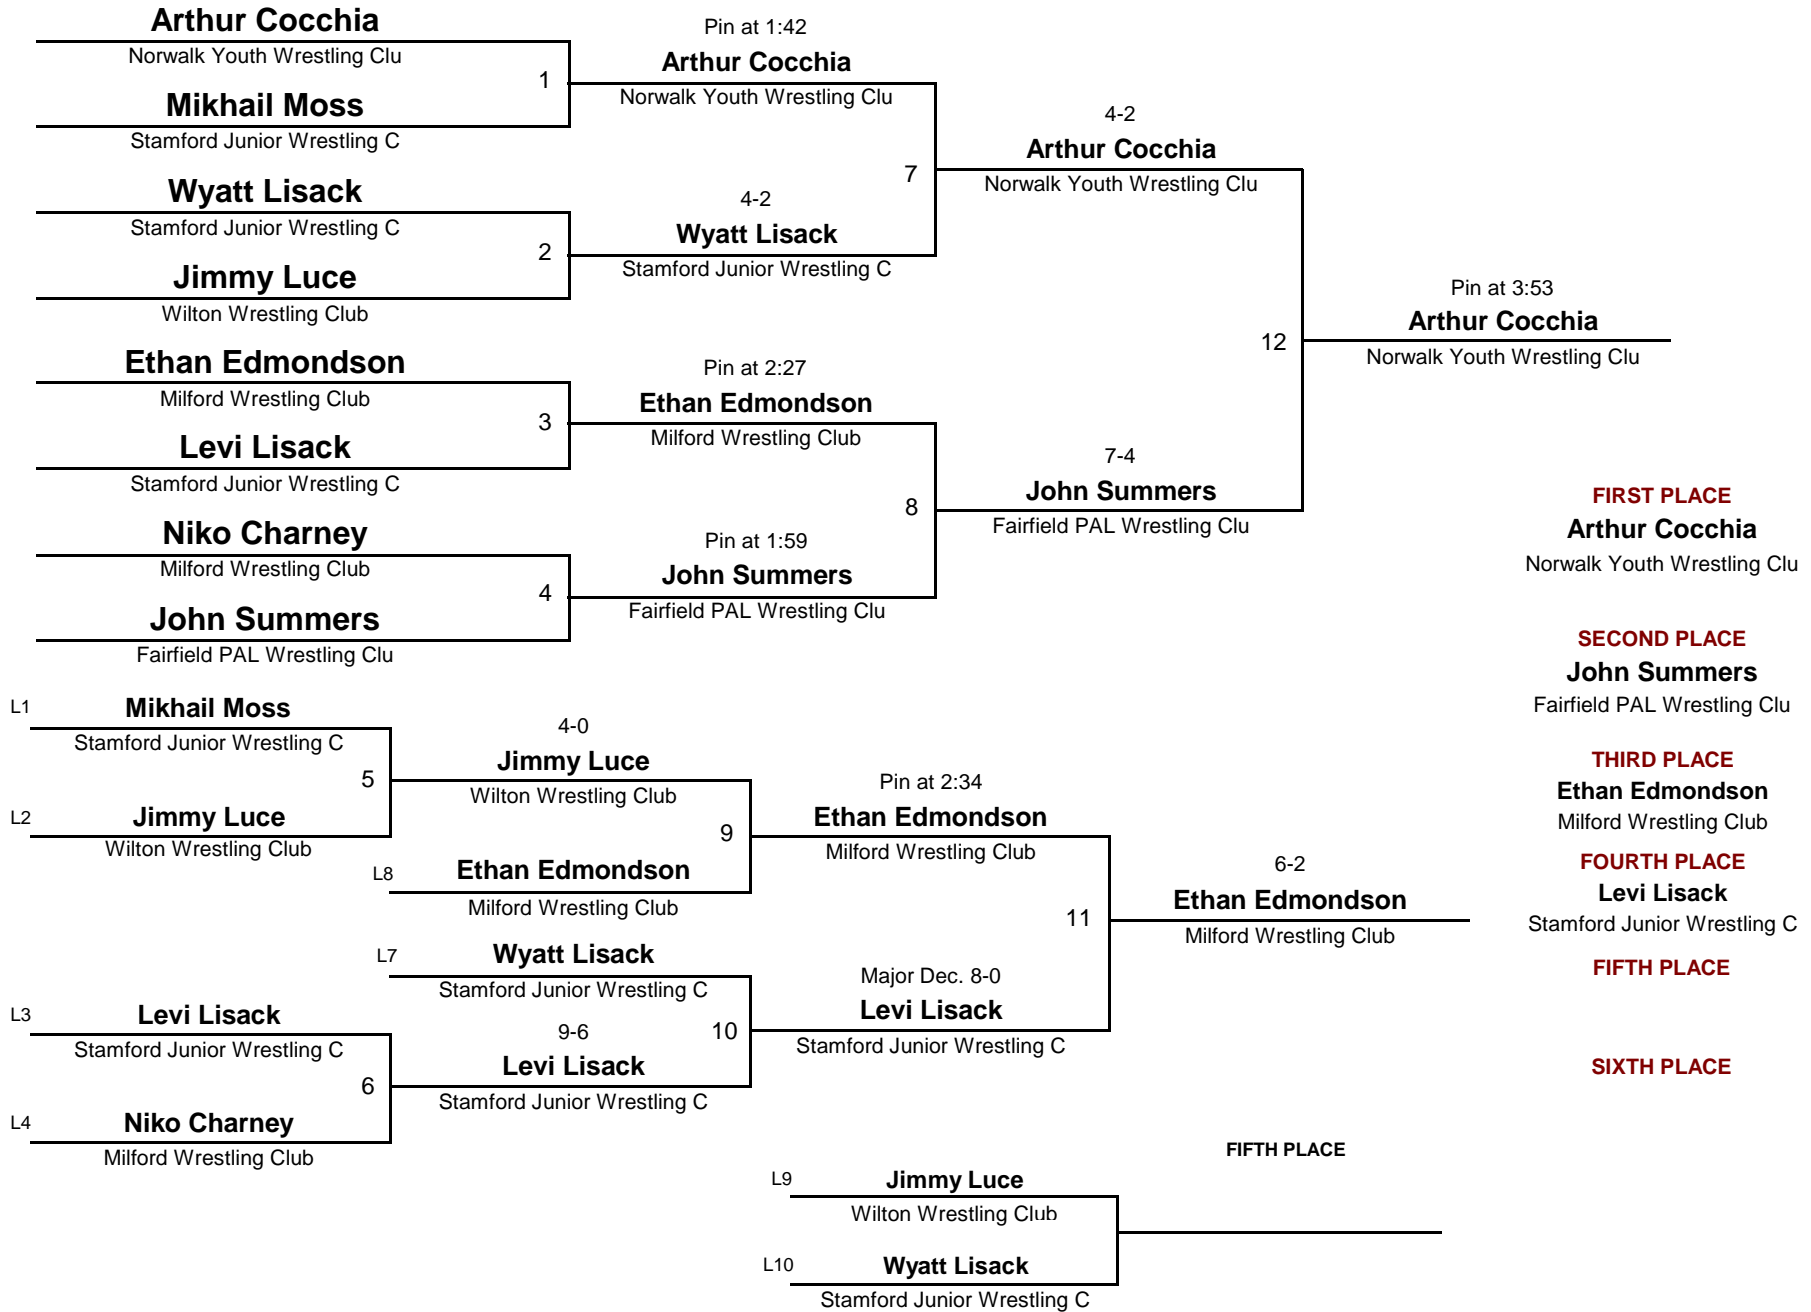 Arthur Cocchia
Norwalk Youth Wrestling Clu
1
Mikhail Moss
Stamford Junior Wrestling C
Wyatt Lisack
Stamford Junior Wrestling C
2
Jimmy Luce
Wilton Wrestling Club
Ethan Edmondson
Milford Wrestling Club
3
Levi Lisack
Stamford Junior Wrestling C
Niko Charney
Milford Wrestling Club
4
John Summers
Fairfield PAL Wrestling Clu
Pin at 1:42
Arthur Cocchia
Norwalk Youth Wrestling Clu
7
4-2
Wyatt Lisack
Stamford Junior Wrestling C
Pin at 2:27
Ethan Edmondson
Milford Wrestling Club
8
Pin at 1:59
John Summers
Fairfield PAL Wrestling Clu
4-2
Arthur Cocchia
Norwalk Youth Wrestling Clu
12
7-4
John Summers
Fairfield PAL Wrestling Clu
Pin at 3:53
Arthur Cocchia
Norwalk Youth Wrestling Clu
FIRST PLACE
Arthur Cocchia
Norwalk Youth Wrestling Clu
SECOND PLACE
John Summers
Fairfield PAL Wrestling Clu
THIRD PLACE
Ethan Edmondson
Milford Wrestling Club
FOURTH PLACE
Levi Lisack
Stamford Junior Wrestling C
FIFTH PLACE
SIXTH PLACE
L1
Mikhail Moss
Stamford Junior Wrestling C
5
L2
Jimmy Luce
Wilton Wrestling Club
4-0
Jimmy Luce
Wilton Wrestling Club
9
L8
Ethan Edmondson
Milford Wrestling Club
L7
Wyatt Lisack
Stamford Junior Wrestling C
10
L3
Levi Lisack
Stamford Junior Wrestling C
6
L4
Niko Charney
Milford Wrestling Club
9-6
Levi Lisack
Stamford Junior Wrestling C
Pin at 2:34
Ethan Edmondson
Milford Wrestling Club
11
Major Dec. 8-0
Levi Lisack
Stamford Junior Wrestling C
6-2
Ethan Edmondson
Milford Wrestling Club
FIFTH PLACE
L9
Jimmy Luce
Wilton Wrestling Club
L10
Wyatt Lisack
Stamford Junior Wrestling C